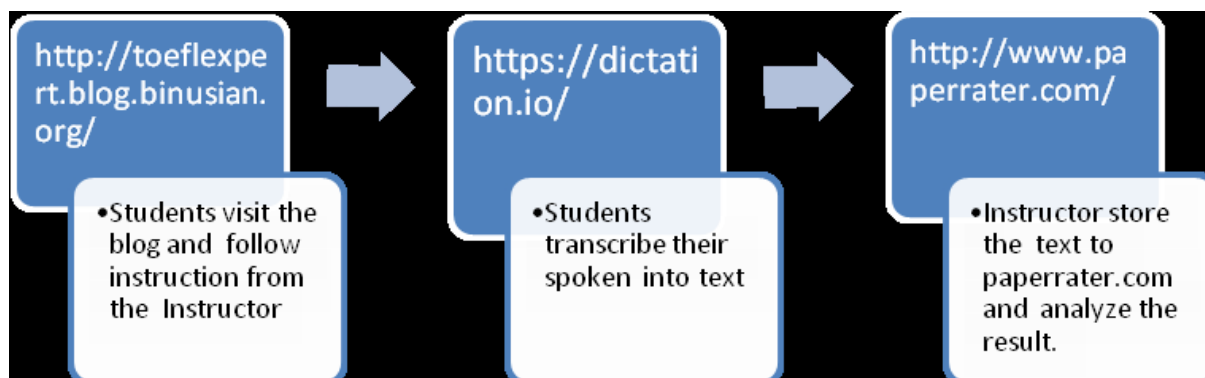 http://toeflexpe
rt.blog.binusian.
org/
•Students visit the
blog and follow
instruction from
the Instructor
https://dictati
on.io/
•Students
transcribe their
spoken into text
http://www.pa
perrater.com/
•Instructor store
the text to
paperrater.com
and analyze the
result.